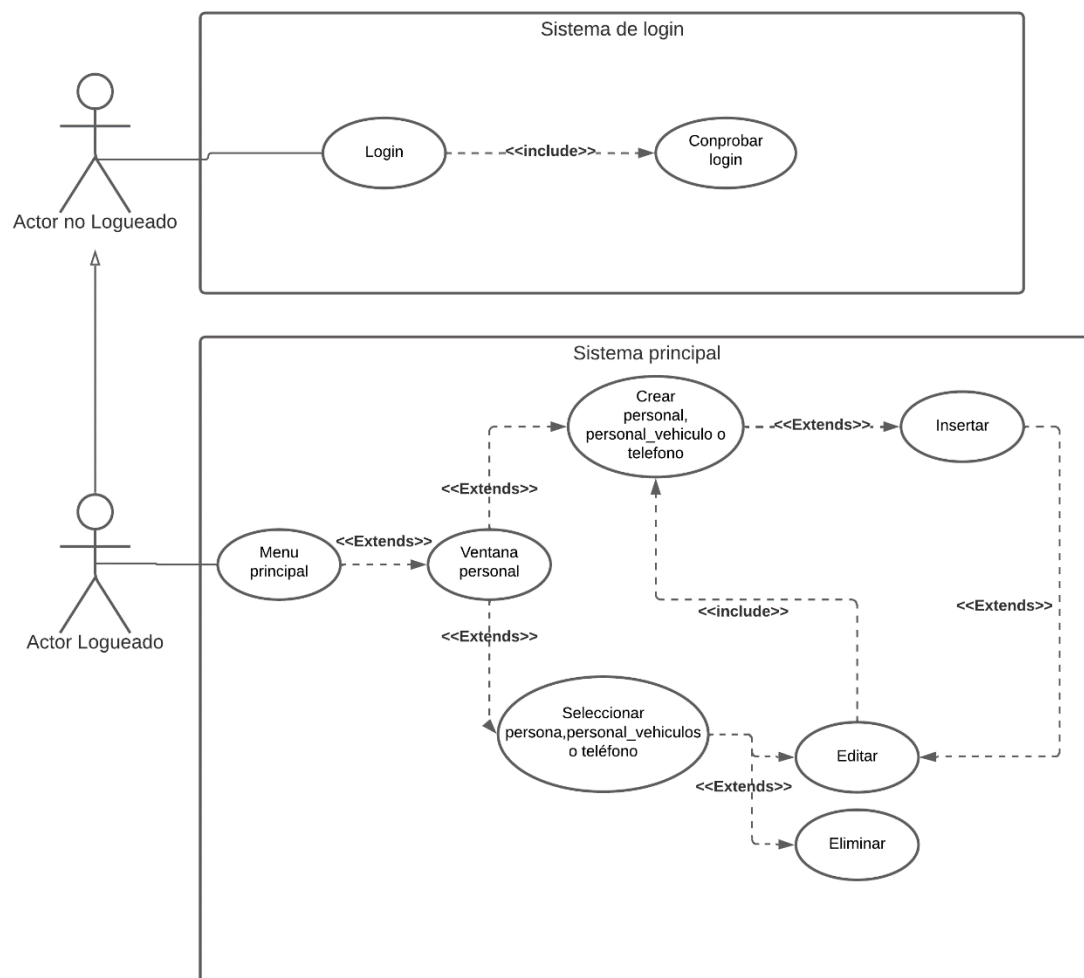 Sistema de login
Login
<<include>>
Conprobar
login
Actor no Logueado
Sistema principal
Crear
personal,
personal_vehiculo o
telefono
<<Extends>>
Insertar
<<Extends>>
<<Extends>>
Menu
principal
Ventana
personal
<<include>>
<<Extends>>
<<Extends>>
Actor Logueado
Seleccionar
persona,personal_vehiculos
o teléfono
Editar
<<Extends>>
Eliminar